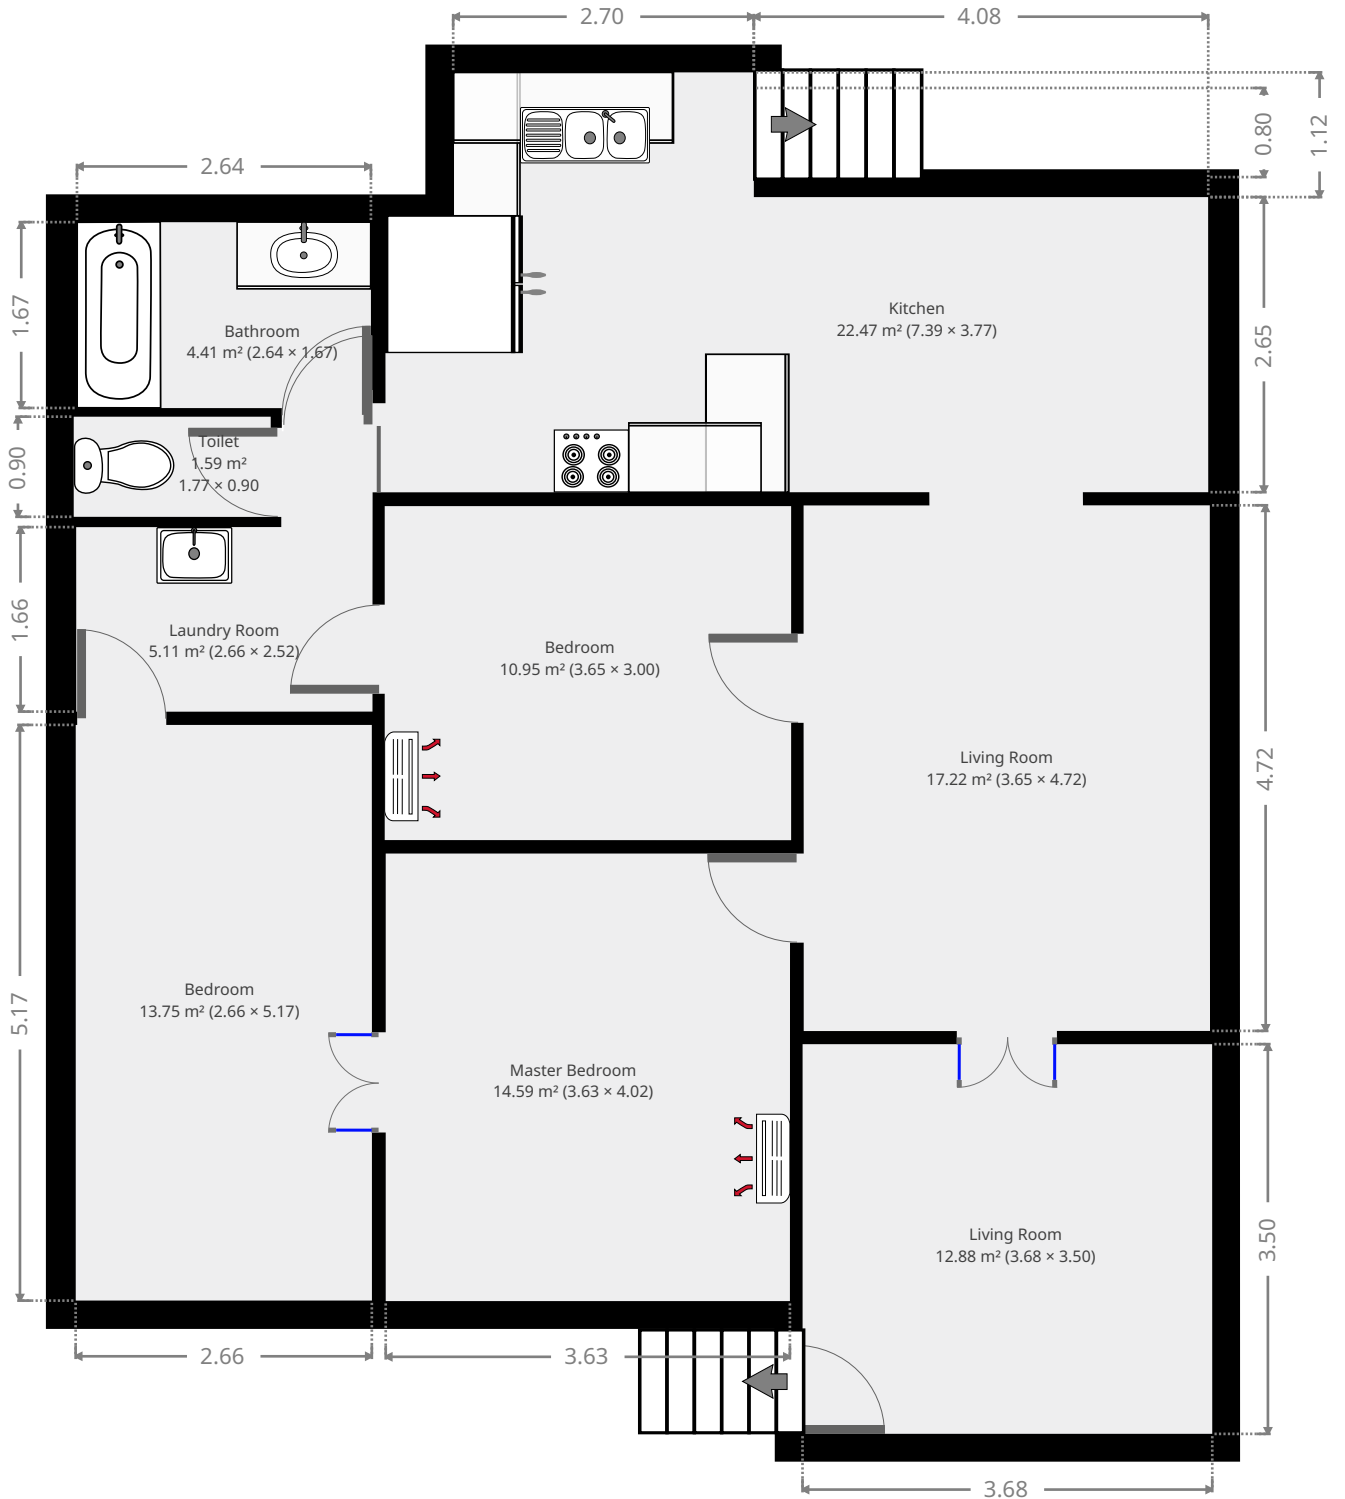 2.70
4.08
0.80
1.12
2.64
1.67
Bathroom
4.41 m² (2.64 × 1.67)
Kitchen
22.47 m² (7.39 × 3.77)
2.65
0.90
Toilet
1.59 m²
1.77 × 0.90
1.66
Laundry Room
5.11 m² (2.66 × 2.52)
Bedroom
10.95 m² (3.65 × 3.00)
Living Room
17.22 m² (3.65 × 4.72)
4.72
5.17
Bedroom
13.75 m² (2.66 × 5.17)
Master Bedroom
14.59 m² (3.63 × 4.02)
Living Room
12.88 m² (3.68 × 3.50)
3.50
2.66
3.63
3.68